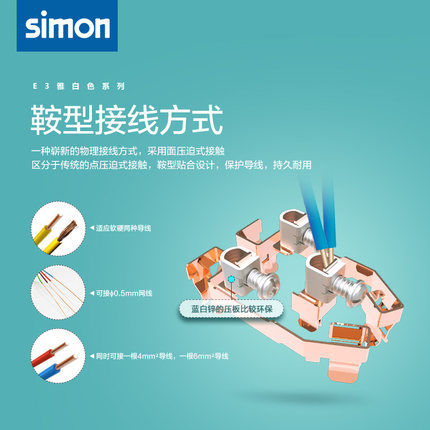 simon
E3雅白色系列
鞍型接线方式
一种崭新的物理接线方式，采用面压迫式接触
区分于传统的点压迫式接触，鞍型贴合设计，保护导线，持久耐用
适应软硬两种导线
可接φ0.5mm网线
蓝白锌的压板比较环保
同时可接一根4mm²导线，一根6mm²导线